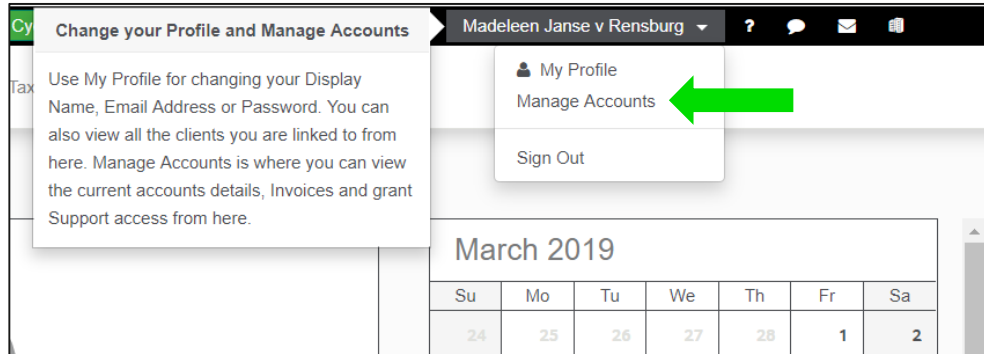 Cy
Change your Profile and Manage Accounts
Madeleen Janse v Rensburg
?
Tax
Use My Profile for changing your Display
Name, Email Address or Password. You can
also view all the clients you are linked to from
here. Manage Accounts is where you can view
the current accounts details, Invoices and grant
Support access from here.
My Profile
Manage Accounts
Sign Out
March 2019
Su Mo Tu We Th Fr Sa
24 25 26 27 28 1 2